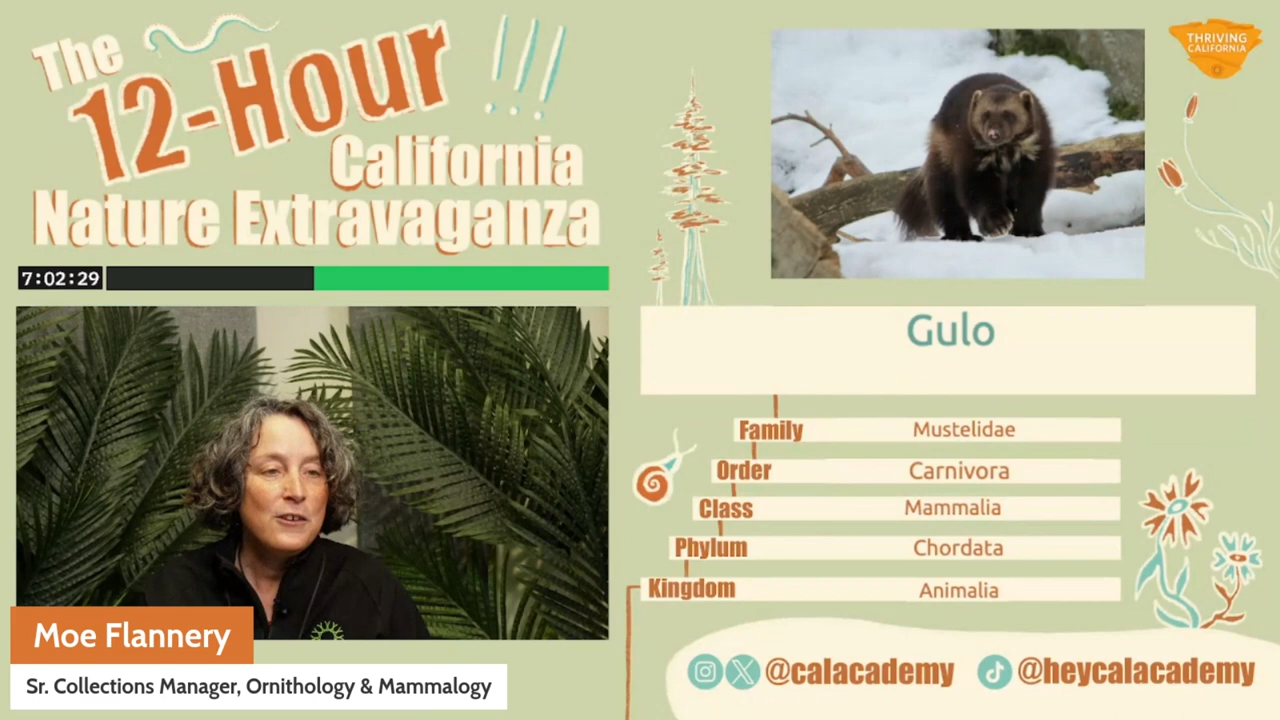 The
12-Hour
!!!
California
Nature Extravaganza
7:02:29
THRIVING
CALIFORNIA
Gulo
Family Mustelidae
Order Carnivora
Class Mammalia
Phylum Chordata
Kingdom Animalia
Moe Flannery
Sr. Collections Manager, Ornithology & Mammalogy
@calacademy @heycalacademy